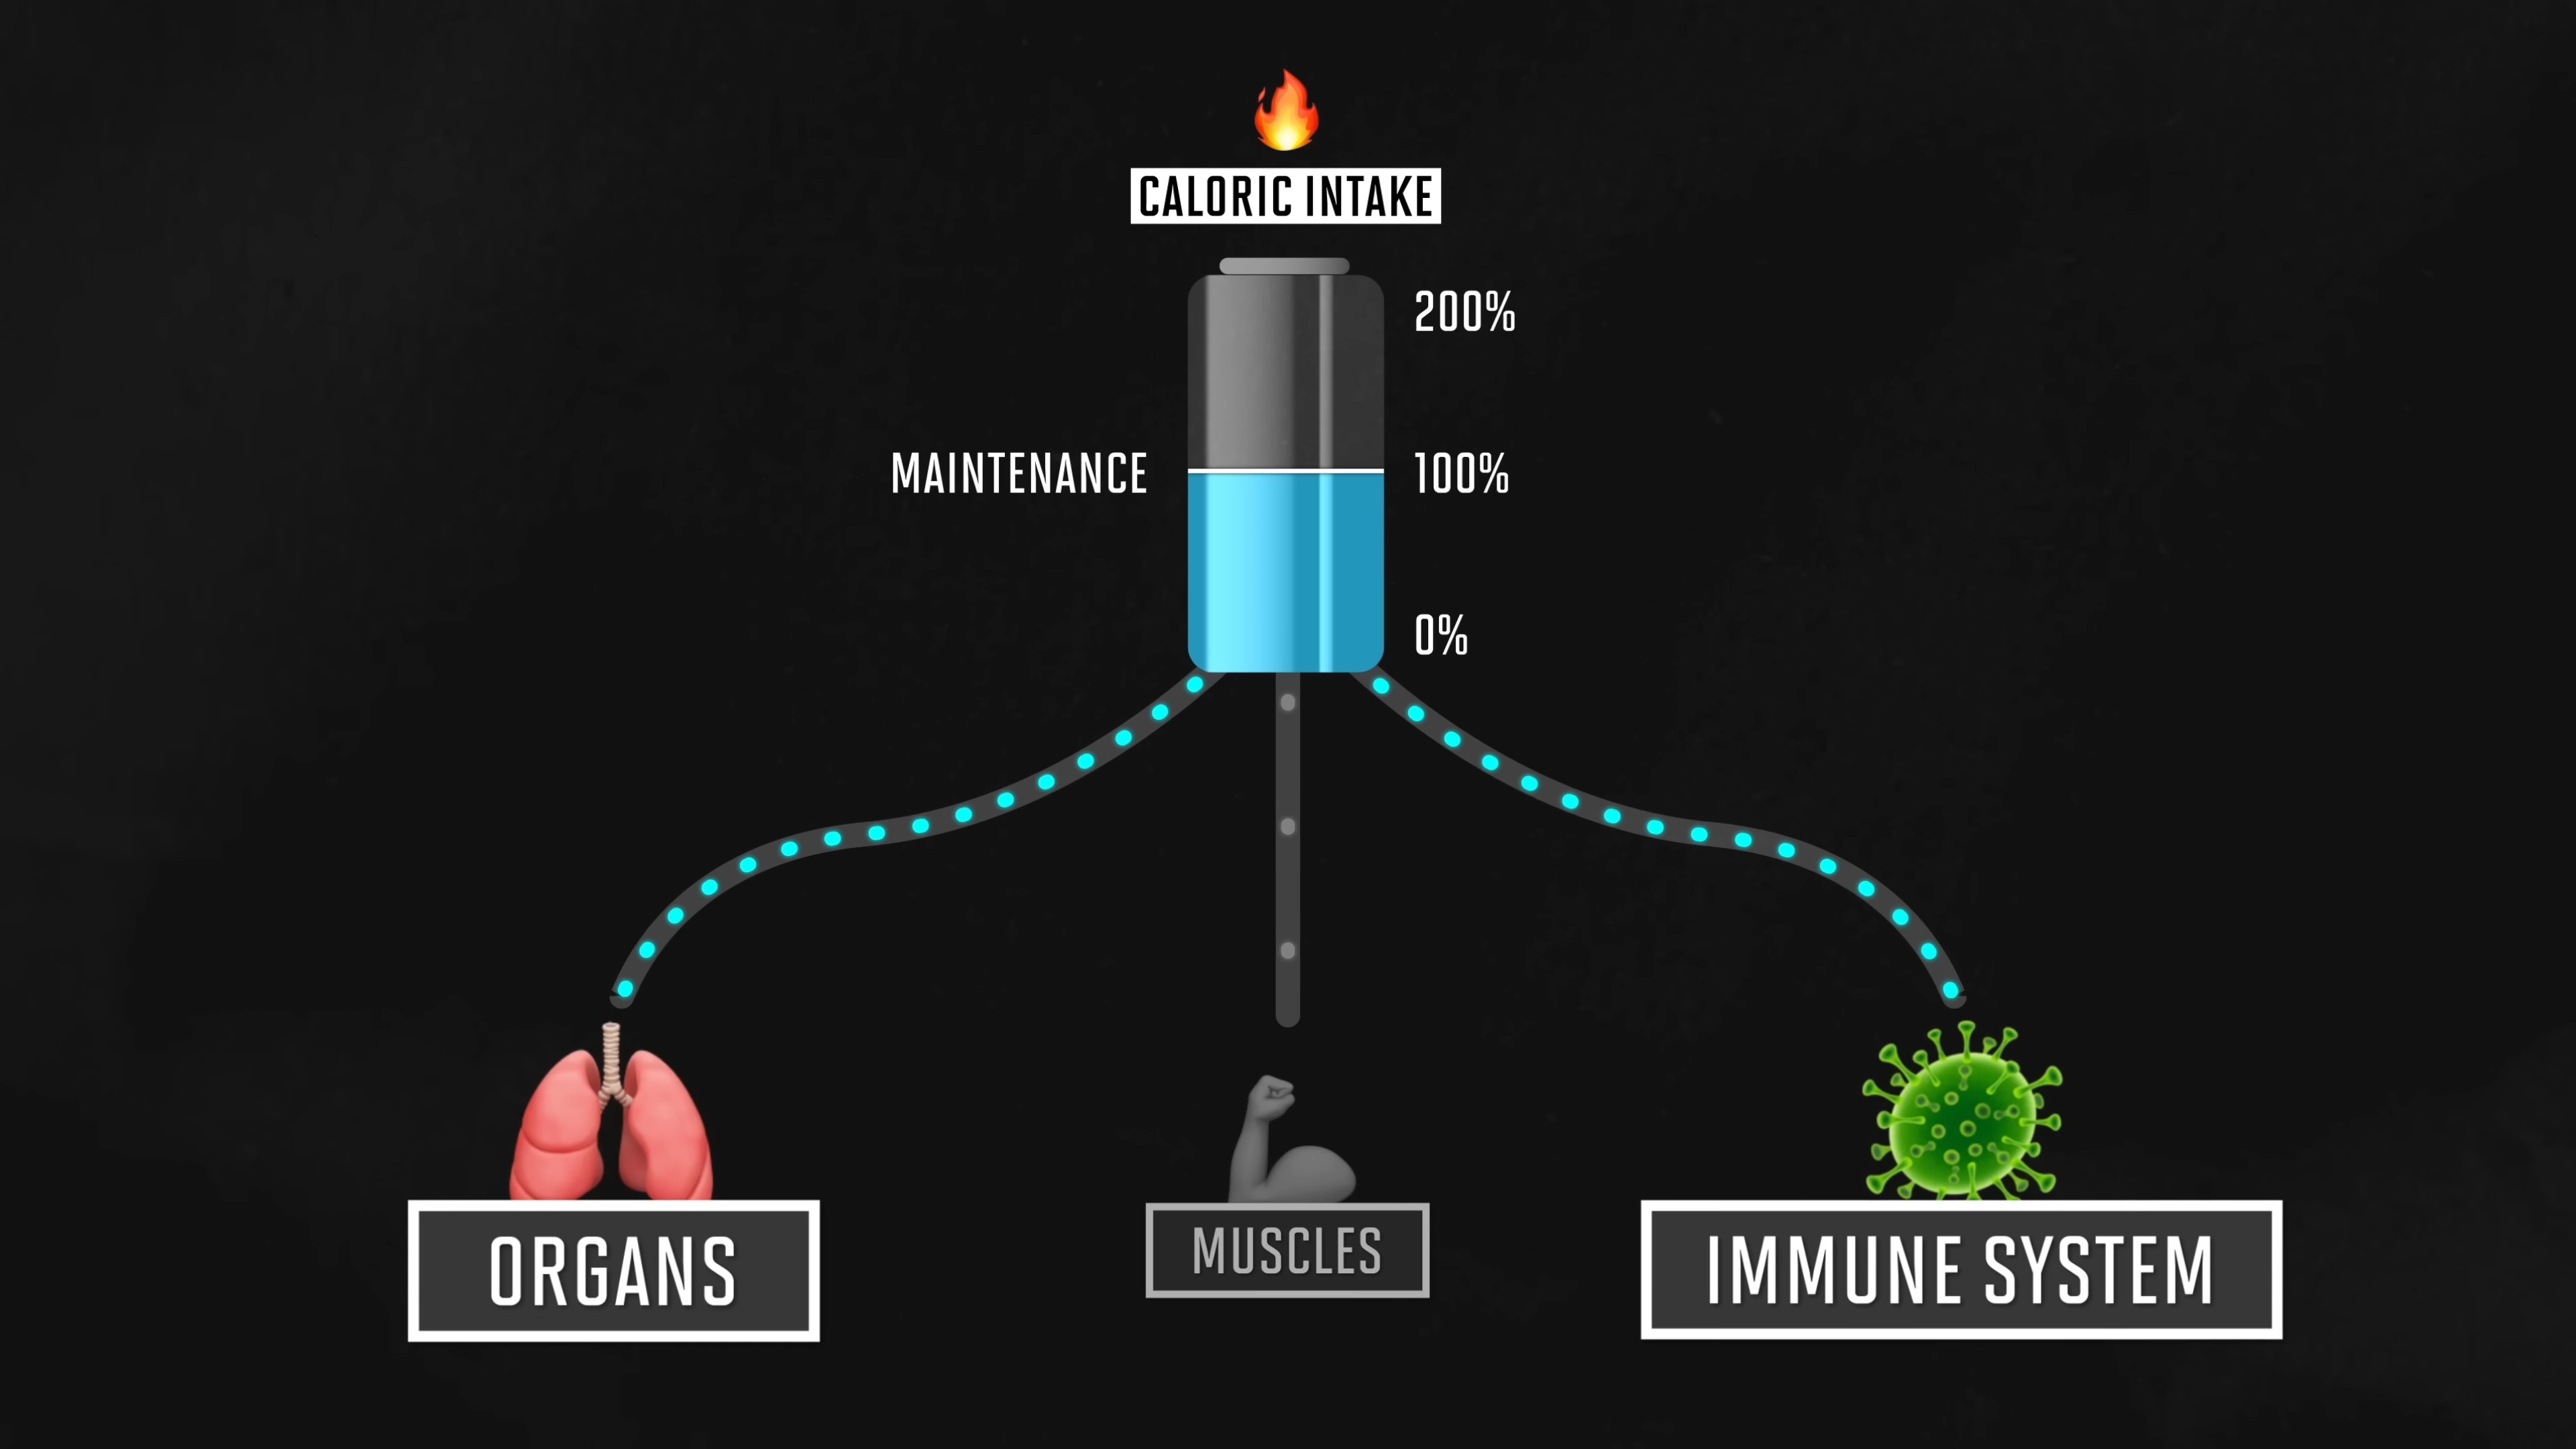 CALORIC INTAKE
200%
MAINTENANCE
100%
0%
ORGANS
MUSCLES
IMMUNE SYSTEM